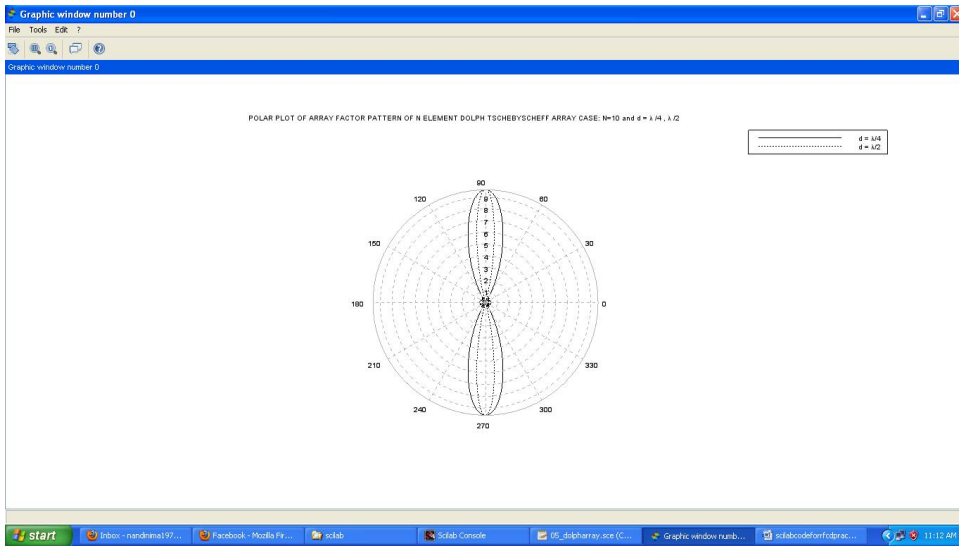 Graphic window number 0
File Tools Edit ?
Graphic window number 0
POLAR PLOT OF ARRAY FACTOR PATTERN OF N ELEMENT DOLPH TSCHEBYSCHEFF ARRAY CASE: N=10 and d = λ /4 , λ /2
d = λ/4
d = λ/2
90
120
60
9
8
7
150
30
6
5
4
3
2
1
180
0
210
330
240
300
270
start
Inbox - nandinima197...
Facebook - Mozilla Fir...
scilab
Scilab Console
05_dolpharray.sce (C...
Graphic window numb...
scilabcodeforrfcdprac...
11:12 AM